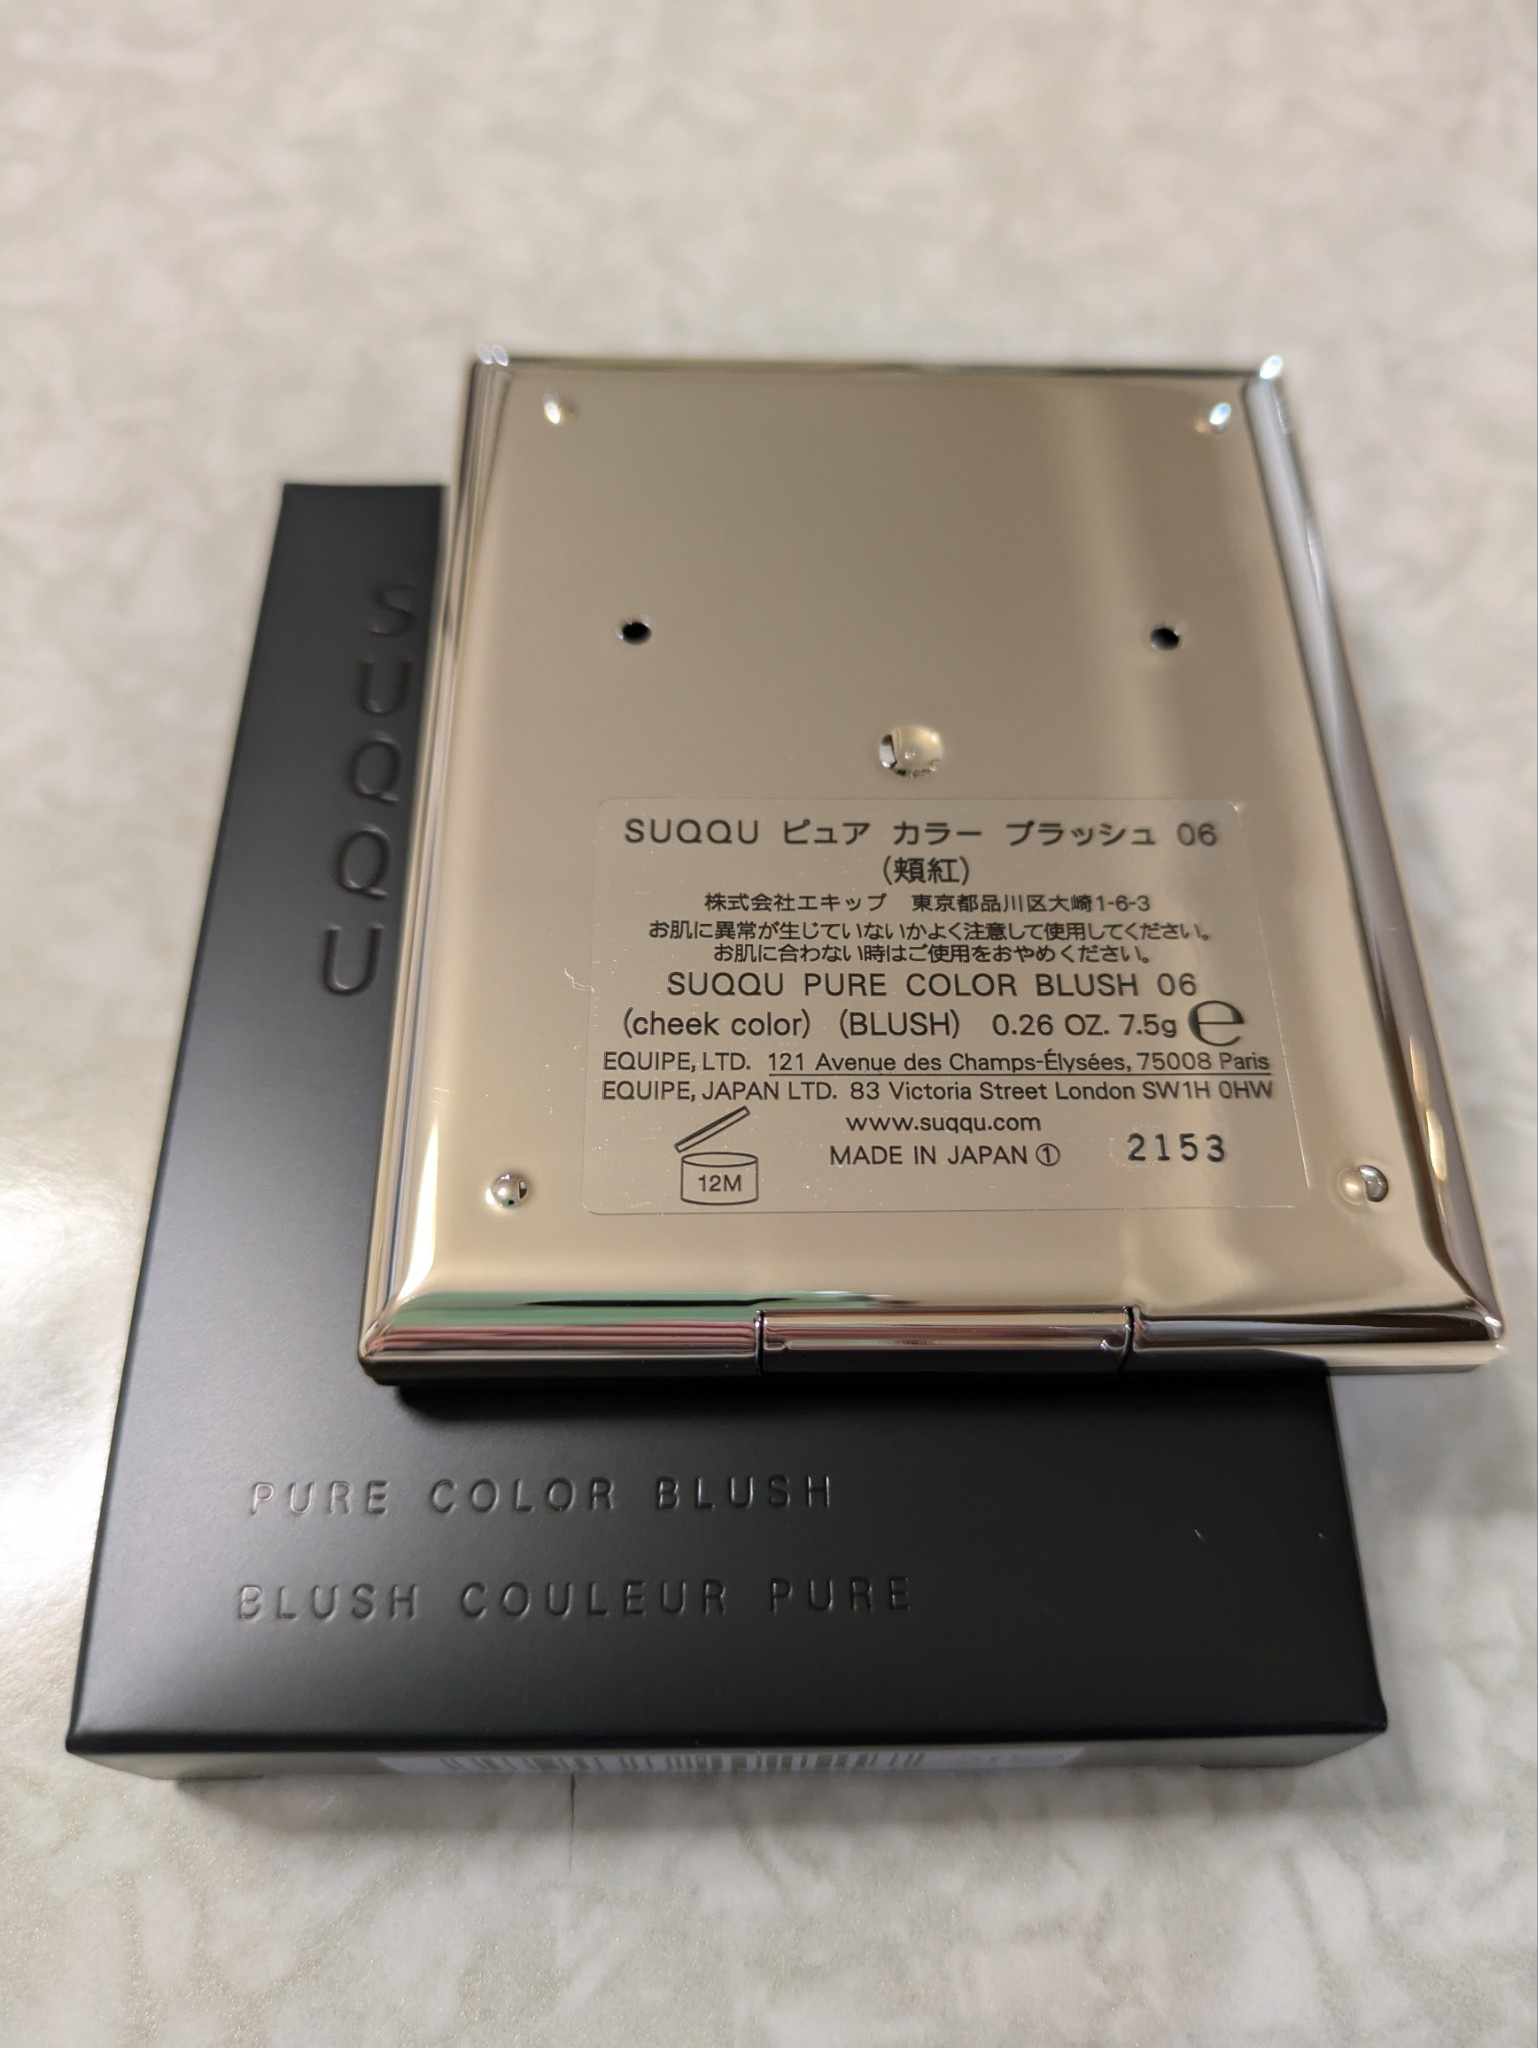 SUQQU
SUQQU ピュア カラー ブラッシュ 06
(頬紅)
株式会社エキップ 東京都品川区大崎1-6-3
お肌に異常が生じていないかよく注意して使用してください。
お肌に合わない時はご使用をおやめください。
SUQQU PURE COLOR BLUSH 06
(cheek color) (BLUSH) 0.26 OZ. 7.5g ℮
EQUIPE, LTD. 121 Avenue des Champs-Élysées, 75008 Paris
EQUIPE, JAPAN LTD. 83 Victoria Street London SW1H 0HW
www.suqqu.com
MADE IN JAPAN ① 2153
12M
PURE COLOR BLUSH
BLUSH COULEUR PURE